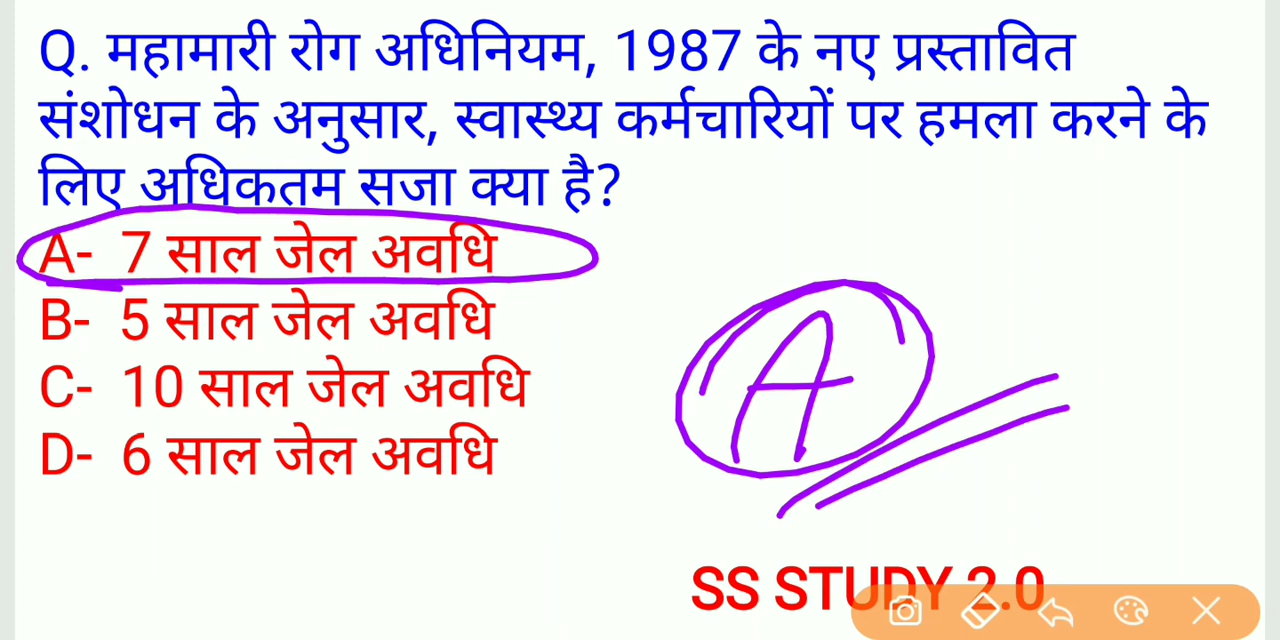 Q. महामारी रोग अधिनियम, 1987 के नए प्रस्तावित
संशोधन के अनुसार, स्वास्थ्य कर्मचारियों पर हमला करने के
लिए अधिकतम सजा क्या है?
A- 7 साल जेल अवधि
B- 5 साल जेल अवधि
C- 10 साल जेल अवधि
D- 6 साल जेल अवधि
A
SS STUDY 2.0